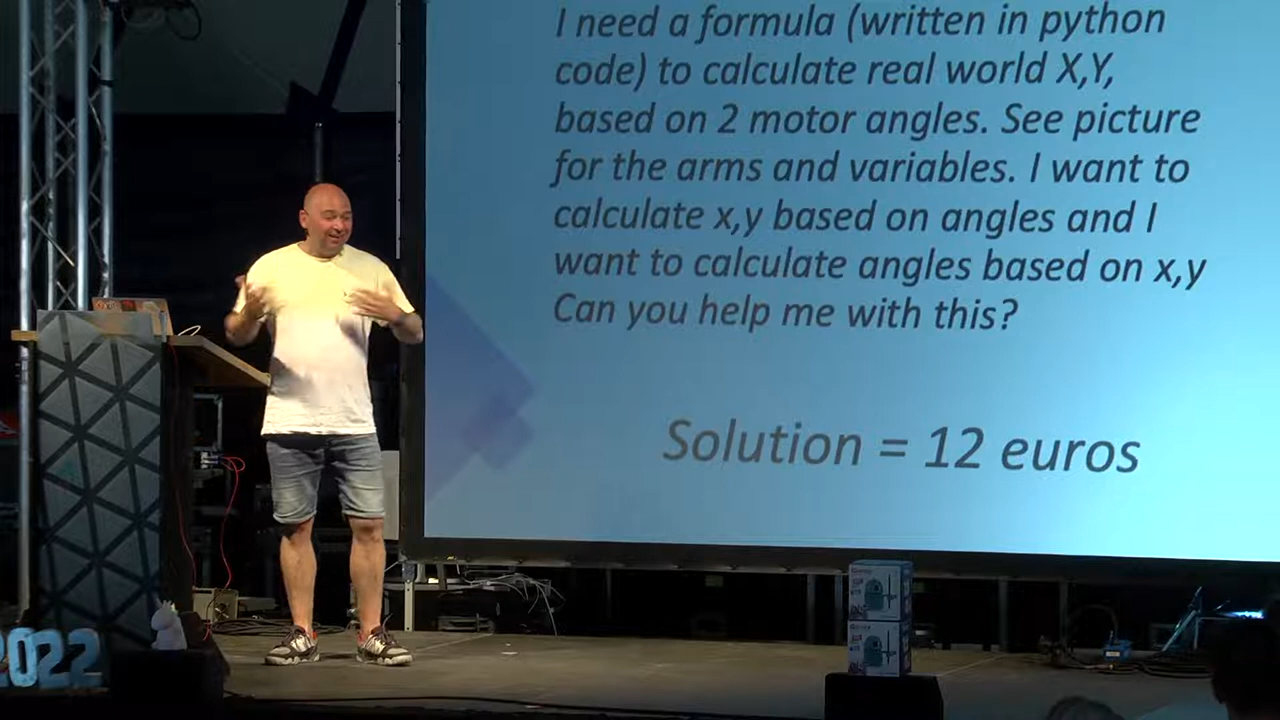 I need a formula (written in python
code) to calculate real world X,Y,
based on 2 motor angles. See picture
for the arms and variables. I want to
calculate x,y based on angles and I
want to calculate angles based on x,y
Can you help me with this?
Solution = 12 euros
2022